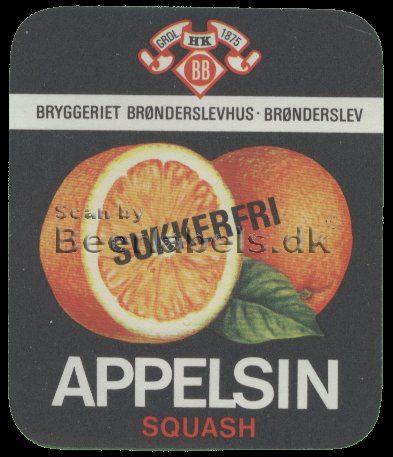 GRDL. HK 1875
BB
BRYGGERIET BRØNDERSLEVHUS · BRØNDERSLEV
SUKKERFRI
Scan by
Beerlabels.dk
APPELSIN
SQUASH